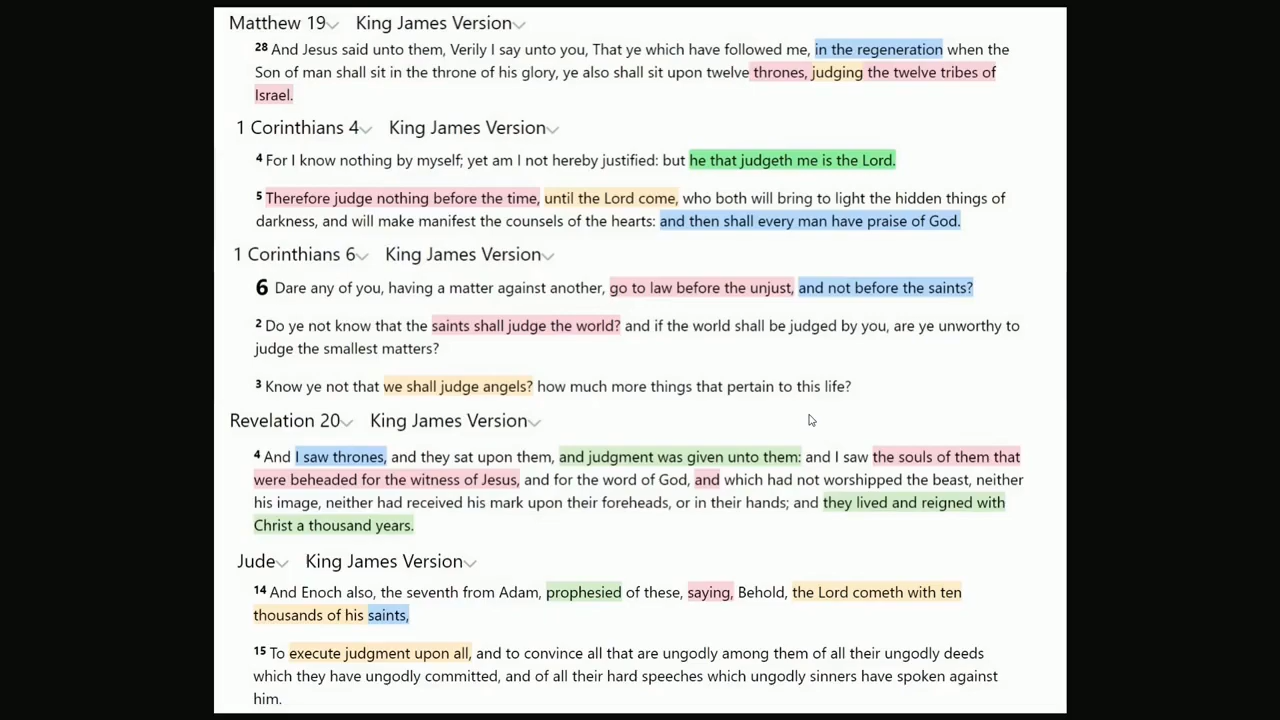 Matthew 19 King James Version
28 And Jesus said unto them, Verily I say unto you, That ye which have followed me, in the regeneration when the
Son of man shall sit in the throne of his glory, ye also shall sit upon twelve thrones, judging the twelve tribes of
Israel.
1 Corinthians 4 King James Version
4 For I know nothing by myself; yet am I not hereby justified: but he that judgeth me is the Lord.
5 Therefore judge nothing before the time, until the Lord come, who both will bring to light the hidden things of
darkness, and will make manifest the counsels of the hearts: and then shall every man have praise of God.
1 Corinthians 6 King James Version
6 Dare any of you, having a matter against another, go to law before the unjust, and not before the saints?
2 Do ye not know that the saints shall judge the world? and if the world shall be judged by you, are ye unworthy to
judge the smallest matters?
3 Know ye not that we shall judge angels? how much more things that pertain to this life?
Revelation 20 King James Version
4 And I saw thrones, and they sat upon them, and judgment was given unto them: and I saw the souls of them that
were beheaded for the witness of Jesus, and for the word of God, and which had not worshipped the beast, neither
his image, neither had received his mark upon their foreheads, or in their hands; and they lived and reigned with
Christ a thousand years.
Jude King James Version
14 And Enoch also, the seventh from Adam, prophesied of these, saying, Behold, the Lord cometh with ten
thousands of his saints,
15 To execute judgment upon all, and to convince all that are ungodly among them of all their ungodly deeds
which they have ungodly committed, and of all their hard speeches which ungodly sinners have spoken against
him.